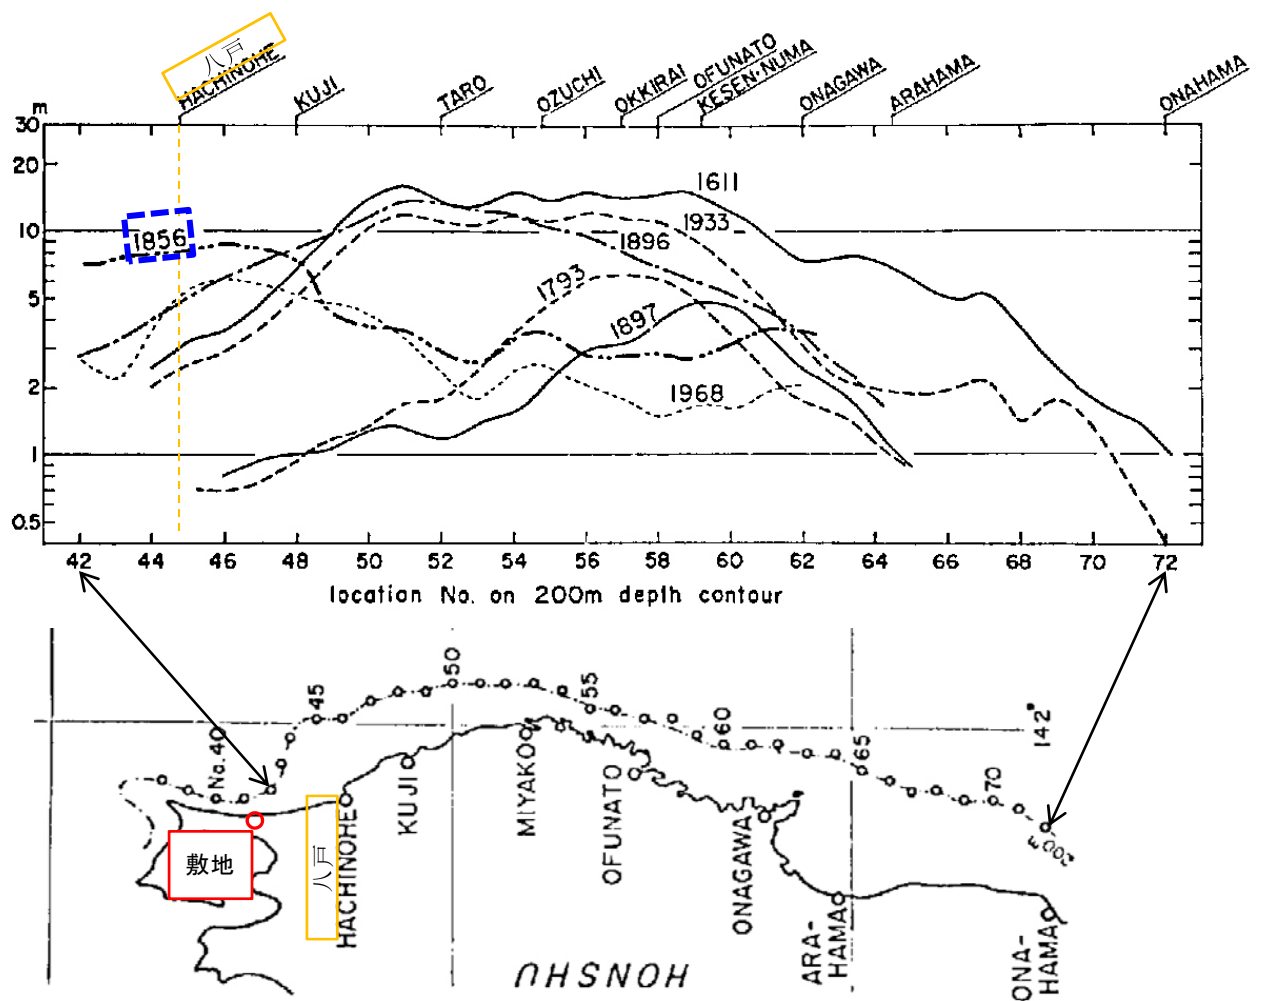 八戸
HACHINOHE
KUJI
TARO
OZUCHI
OKKIRAI
OFUNATO
KESEN-NUMA
ONAGAWA
ARAHAMA
ONAHAMA
m
30
20
10
5
2
1
0.5
1856
1611
1933
1896
1793
1897
1968
42 44 46 48 50 52 54 56 58 60 62 64 66 68 70 72
location No. on 200m depth contour
No.40
45
50
55
60
65
70
142°
200m
敷地
八戸
HACHINOHE
KUJI
MIYAKO
OFUNATO
ONAGAWA
ARA-
HAMA
ONA-
HAMA
HONSHU